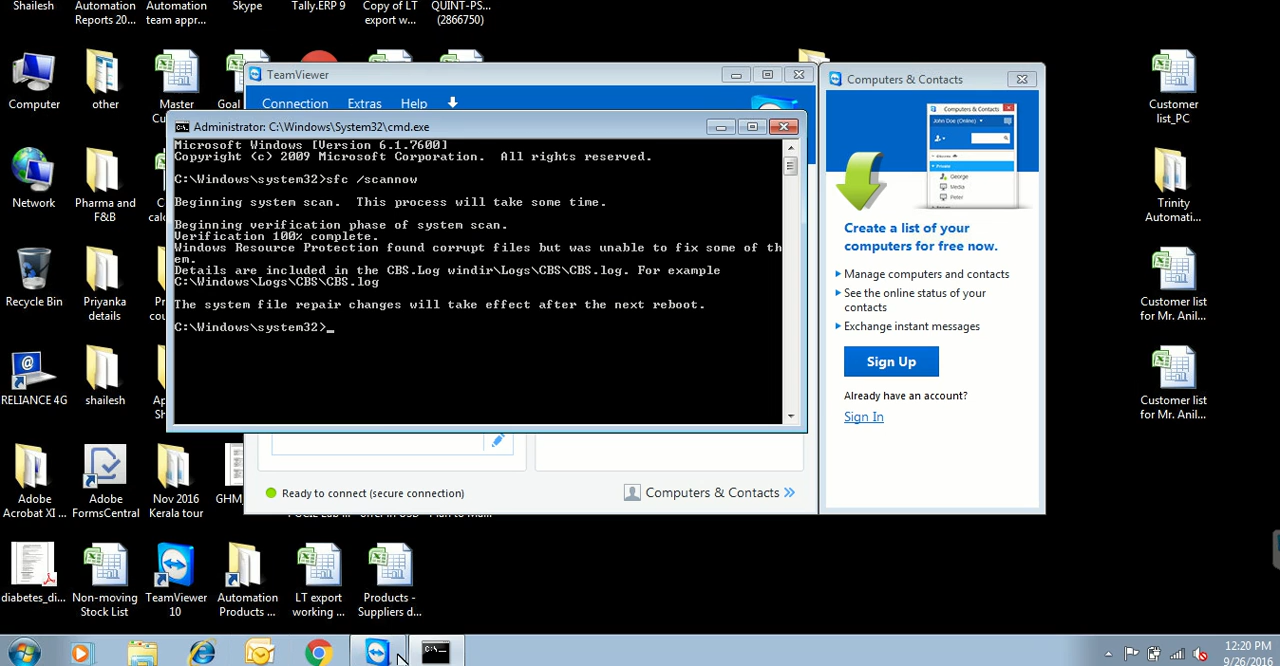 Shailesh
Automation
Reports 20...
Automation
team appr...
Skype
Tally.ERP 9
Copy of LT
export w...
QUINT-PS...
(2866750)
Computer
other
Master
Goal
Network
Pharma and
F&B
Recycle Bin
Priyanka
details
RELIANCE 4G
shailesh
Adobe
Acrobat XI ...
Adobe
FormsCentral
Nov 2016
Kerala tour
GHM
diabetes_di...
Non-moving
Stock List
TeamViewer
10
Automation
Products ...
LT export
working ...
Products -
Suppliers d...
TeamViewer
Connection Extras Help
Administrator: C:\Windows\System32\cmd.exe
Microsoft Windows [Version 6.1.7600]
Copyright (c) 2009 Microsoft Corporation.  All rights reserved.
C:\Windows\system32>sfc /scannow
Beginning system scan.  This process will take some time.
Beginning verification phase of system scan.
Verification 100% complete.
Windows Resource Protection found corrupt files but was unable to fix some of th
em.
Details are included in the CBS.Log windir\Logs\CBS\CBS.log. For example
C:\Windows\Logs\CBS\CBS.log
The system file repair changes will take effect after the next reboot.
C:\Windows\system32>_
Ready to connect (secure connection)
Computers & Contacts
Computers & Contacts
Computers & Contacts
John Doe (Online)
George
Media
Peter
Create a list of your
computers for free now.
Manage computers and contacts
See the online status of your
contacts
Exchange instant messages
Sign Up
Already have an account?
Sign In
Customer
list_PC
Trinity
Automati...
Customer list
for Mr. Anil...
Customer list
for Mr. Anil...
12:20 PM
9/26/2016